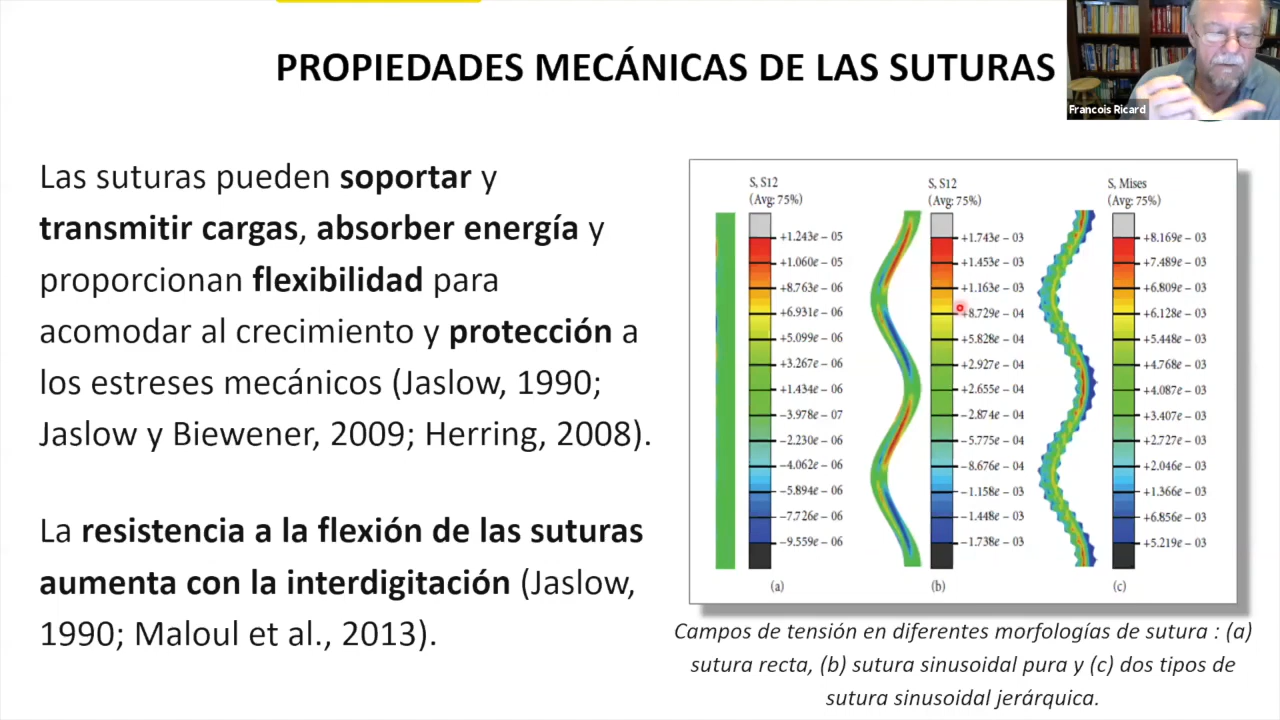 PROPIEDADES MECÁNICAS DE LAS SUTURAS
Francois Ricard
Las suturas pueden soportar y
transmitir cargas, absorber energía y
proporcionan flexibilidad para
acomodar al crecimiento y protección a
los estreses mecánicos (Jaslow, 1990;
Jaslow y Biewener, 2009; Herring, 2008).
La resistencia a la flexión de las suturas
aumenta con la interdigitación (Jaslow,
1990; Maloul et al., 2013).
S, S12
(Avg: 75%)
+1.243e − 05
+1.060e − 05
+8.763e − 06
+6.931e − 06
+5.099e − 06
+3.267e − 06
+1.434e − 06
−3.978e − 07
−2.230e − 06
−4.062e − 06
−5.894e − 06
−7.726e − 06
−9.559e − 06
(a)
S, S12
(Avg: 75%)
+1.743e − 03
+1.453e − 03
+1.163e − 03
+8.729e − 04
+5.828e − 04
+2.927e − 04
+2.655e − 04
−2.874e − 04
−5.775e − 04
−8.676e − 04
−1.158e − 03
−1.448e − 03
−1.738e − 03
(b)
S, Mises
(Avg: 75%)
+8.169e − 03
+7.489e − 03
+6.809e − 03
+6.128e − 03
+5.448e − 03
+4.768e − 03
+4.087e − 03
+3.407e − 03
+2.727e − 03
+2.046e − 03
+1.366e − 03
+6.856e − 03
+5.219e − 03
(c)
Campos de tensión en diferentes morfologías de sutura : (a)
sutura recta, (b) sutura sinusoidal pura y (c) dos tipos de
sutura sinusoidal jerárquica.